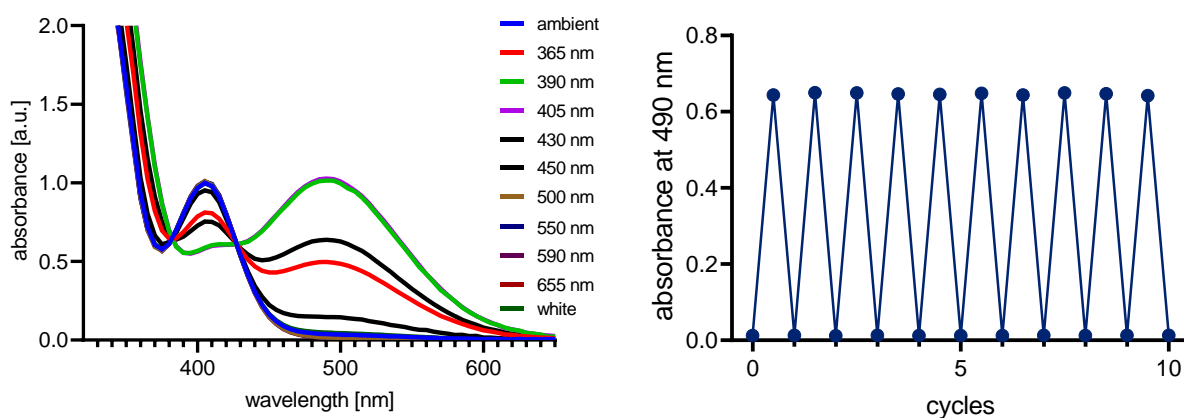 2.0
1.5
1.0
0.5
0.0
absorbance [a.u.]
400
500
600
wavelength [nm]
ambient
365 nm
390 nm
405 nm
430 nm
450 nm
500 nm
550 nm
590 nm
655 nm
white
0.8
0.6
0.4
0.2
0.0
absorbance at 490 nm
0
5
10
cycles